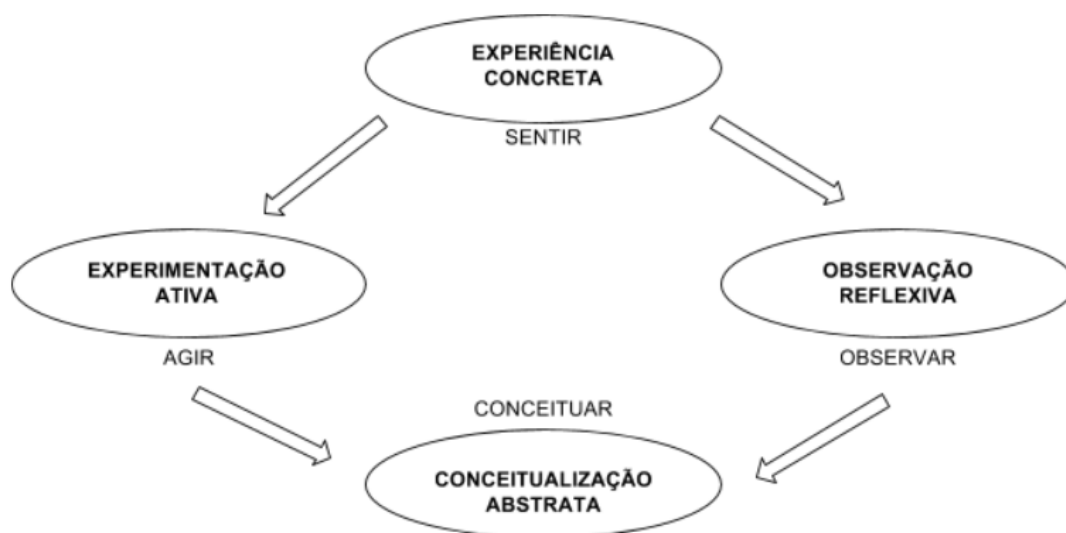 EXPERIÊNCIA
CONCRETA
SENTIR
EXPERIMENTAÇÃO
ATIVA
AGIR
OBSERVAÇÃO
REFLEXIVA
OBSERVAR
CONCEITUAR
CONCEITUALIZAÇÃO
ABSTRATA